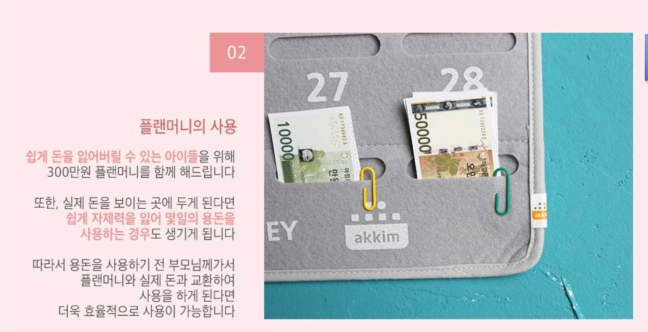 02
플랜머니의 사용
쉽게 돈을 잃어버릴 수 있는 아이들을 위해
300만원 플랜머니를 함께 해드립니다
또한, 실제 돈을 보이는 곳에 두게 된다면
쉽게 자제력을 잃어 몇일의 용돈을
사용하는 경우도 생기게 됩니다
따라서 용돈을 사용하기 전 부모님께가서
플랜머니와 실제 돈과 교환하여
사용을 하게 된다면
더욱 효율적으로 사용이 가능합니다
27
28
10000
50000
EY
akkim